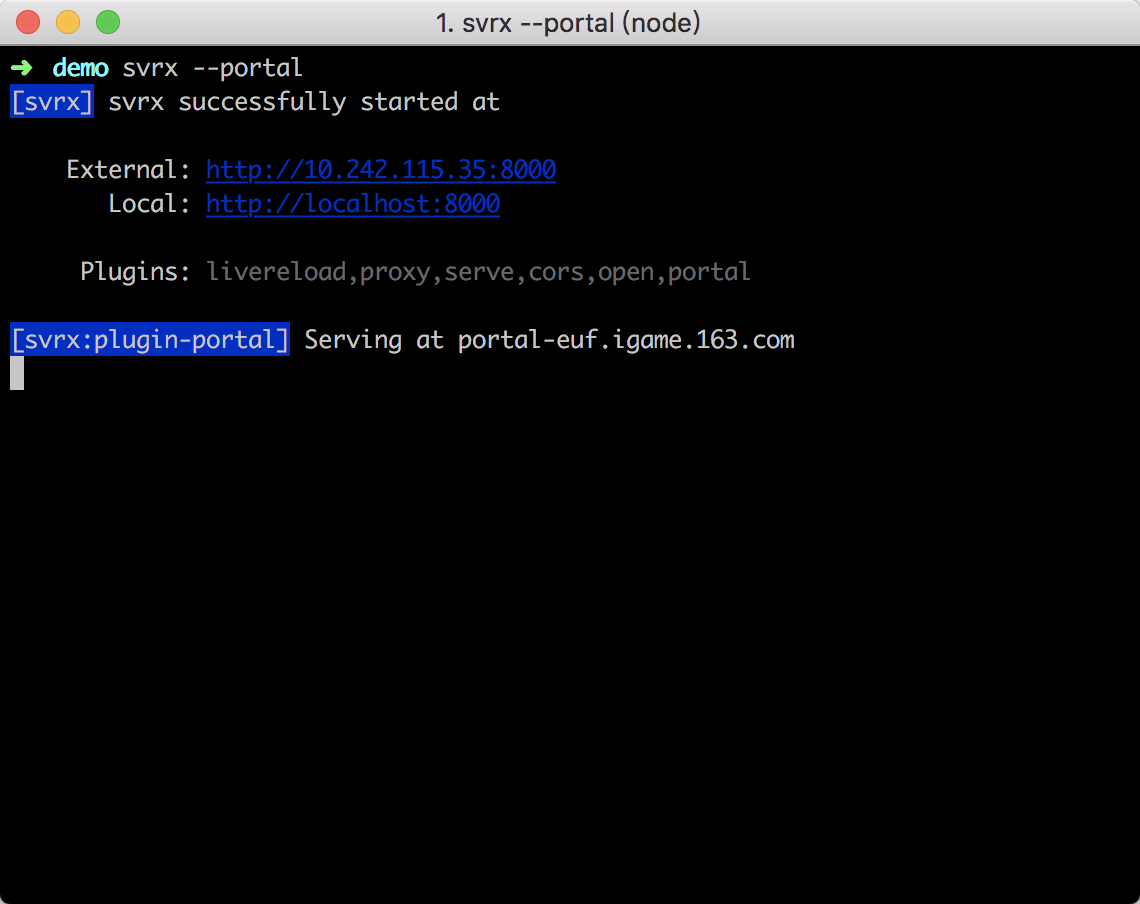 1. svrx --portal (node)
➜ demo svrx --portal
[svrx] svrx successfully started at
External: http://10.242.115.35:8000
Local: http://localhost:8000
Plugins: livereload,proxy,serve,cors,open,portal
[svrx:plugin-portal] Serving at portal-euf.igame.163.com